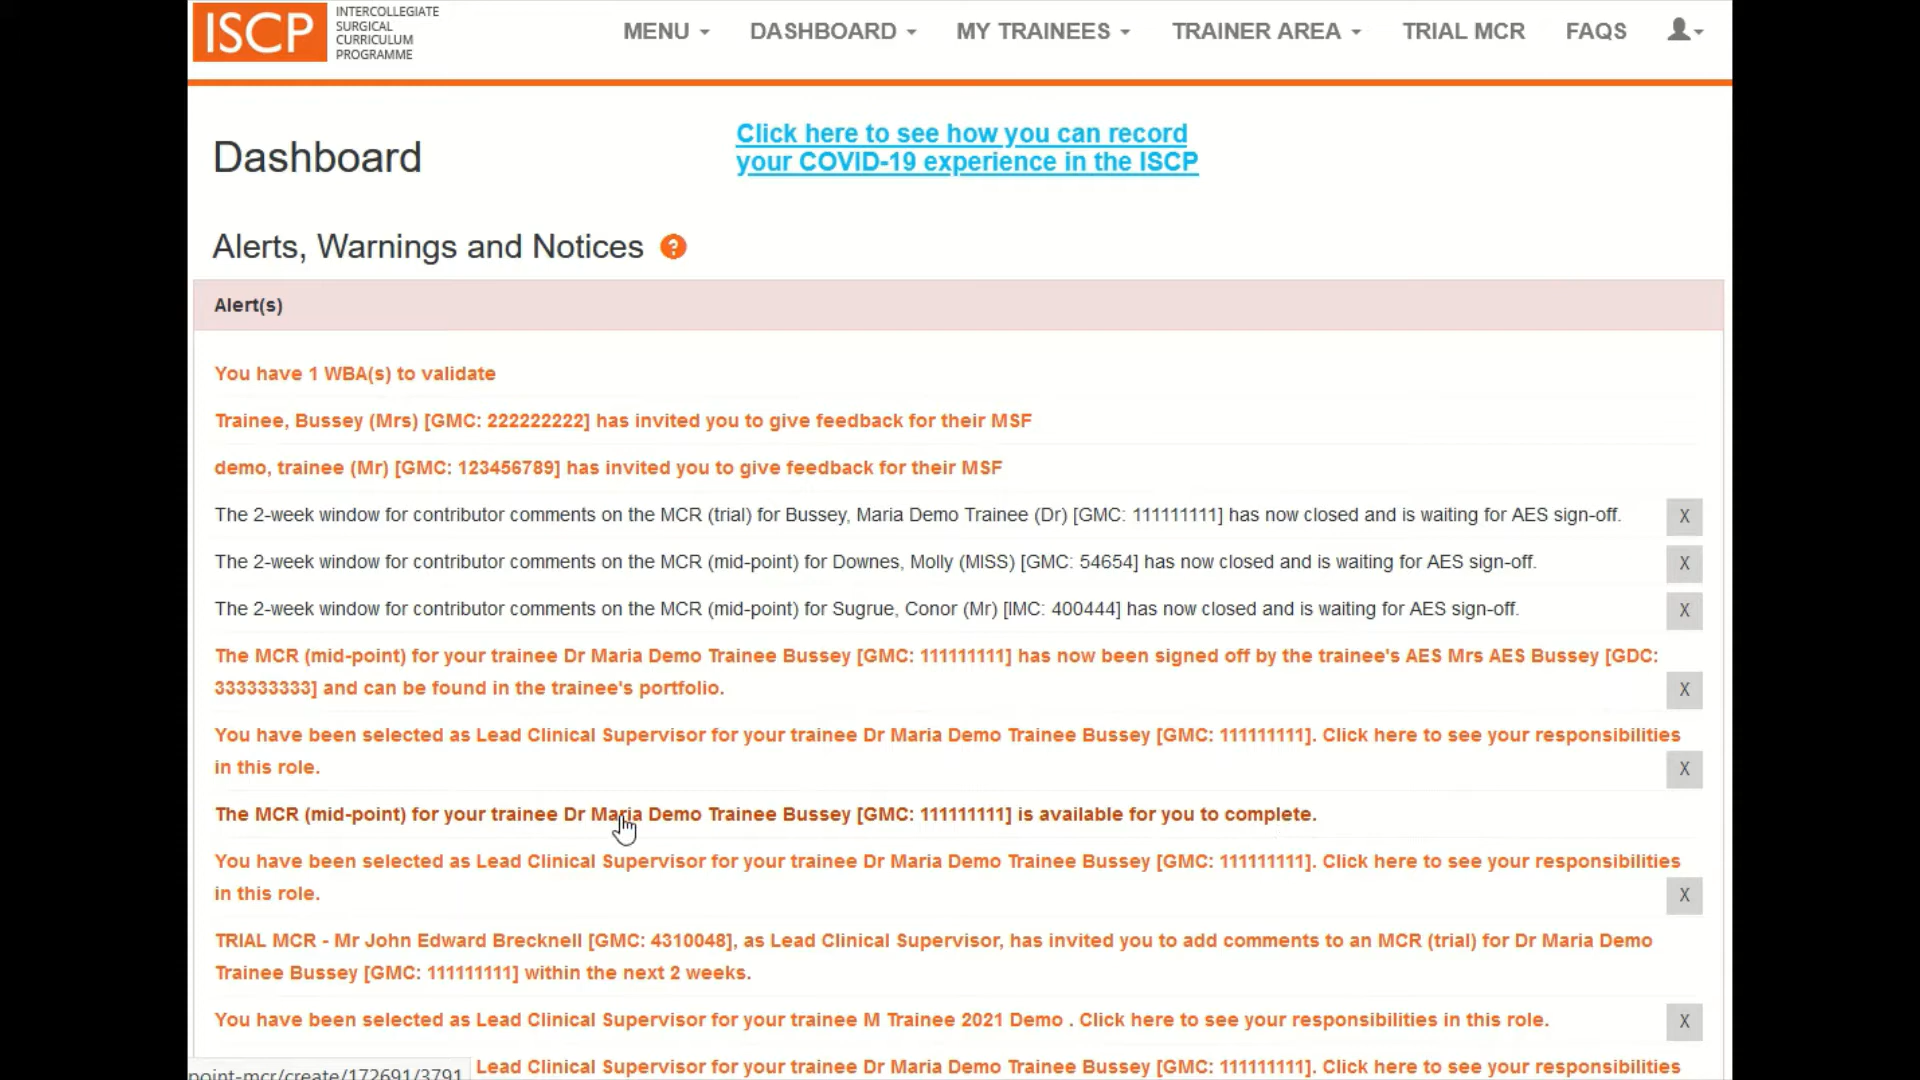 ISCP
INTERCOLLEGIATE
SURGICAL
CURRICULUM
PROGRAMME
MENU
DASHBOARD
MY TRAINEES
TRAINER AREA
TRIAL MCR
FAQS
Dashboard
Click here to see how you can record
your COVID-19 experience in the ISCP
Alerts, Warnings and Notices ?
Alert(s)
You have 1 WBA(s) to validate
Trainee, Bussey (Mrs) [GMC: 222222222] has invited you to give feedback for their MSF
demo, trainee (Mr) [GMC: 123456789] has invited you to give feedback for their MSF
The 2-week window for contributor comments on the MCR (trial) for Bussey, Maria Demo Trainee (Dr) [GMC: 111111111] has now closed and is waiting for AES sign-off. X
The 2-week window for contributor comments on the MCR (mid-point) for Downes, Molly (MISS) [GMC: 54654] has now closed and is waiting for AES sign-off. X
The 2-week window for contributor comments on the MCR (mid-point) for Sugrue, Conor (Mr) [IMC: 400444] has now closed and is waiting for AES sign-off. X
The MCR (mid-point) for your trainee Dr Maria Demo Trainee Bussey [GMC: 111111111] has now been signed off by the trainee's AES Mrs AES Bussey [GDC:
333333333] and can be found in the trainee's portfolio. X
You have been selected as Lead Clinical Supervisor for your trainee Dr Maria Demo Trainee Bussey [GMC: 111111111]. Click here to see your responsibilities
in this role. X
The MCR (mid-point) for your trainee Dr Maria Demo Trainee Bussey [GMC: 111111111] is available for you to complete.
You have been selected as Lead Clinical Supervisor for your trainee Dr Maria Demo Trainee Bussey [GMC: 111111111]. Click here to see your responsibilities
in this role. X
TRIAL MCR - Mr John Edward Brecknell [GMC: 4310048], as Lead Clinical Supervisor, has invited you to add comments to an MCR (trial) for Dr Maria Demo
Trainee Bussey [GMC: 111111111] within the next 2 weeks.
You have been selected as Lead Clinical Supervisor for your trainee M Trainee 2021 Demo . Click here to see your responsibilities in this role. X
Lead Clinical Supervisor for your trainee Dr Maria Demo Trainee Bussey [GMC: 111111111]. Click here to see your responsibilities
point-mcr/create/172691/3791